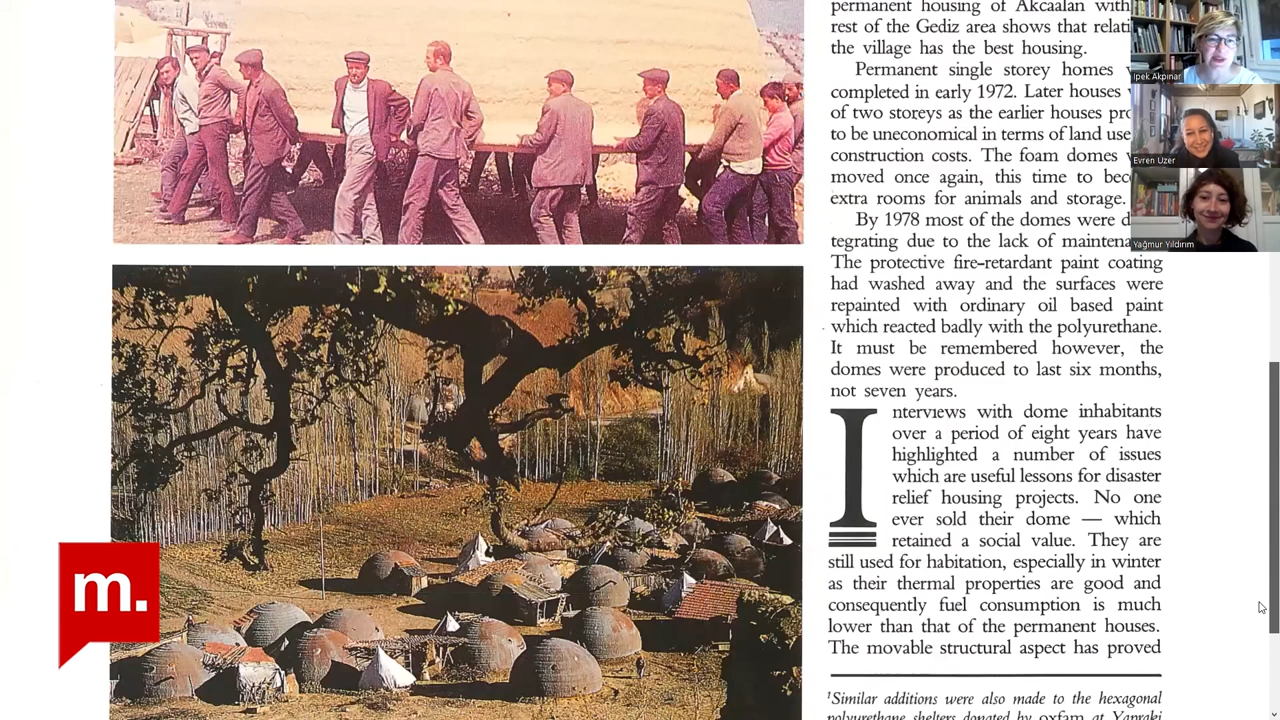 permanent housing of Akcaalan with
rest of the Gediz area shows that relati
the village has the best housing.
Permanent single storey homes
completed in early 1972. Later houses
of two storeys as the earlier houses pro
to be uneconomical in terms of land use
construction costs. The foam domes
moved once again, this time to bec
extra rooms for animals and storage.
By 1978 most of the domes were d
tegrating due to the lack of maintena
The protective fire-retardant paint coating
had washed away and the surfaces were
repainted with ordinary oil based paint
which reacted badly with the polyurethane.
It must be remembered however, the
domes were produced to last six months,
not seven years.
Interviews with dome inhabitants
over a period of eight years have
highlighted a number of issues
which are useful lessons for disaster
relief housing projects. No one
ever sold their dome — which
retained a social value. They are
still used for habitation, especially in winter
as their thermal properties are good and
consequently fuel consumption is much
lower than that of the permanent houses.
The movable structural aspect has proved
¹Similar additions were also made to the hexagonal
polyurethane shelters donated by oxfam at Yapraki
Ipek Akpınar
Evren Uzer
Yağmur Yıldırım
m.